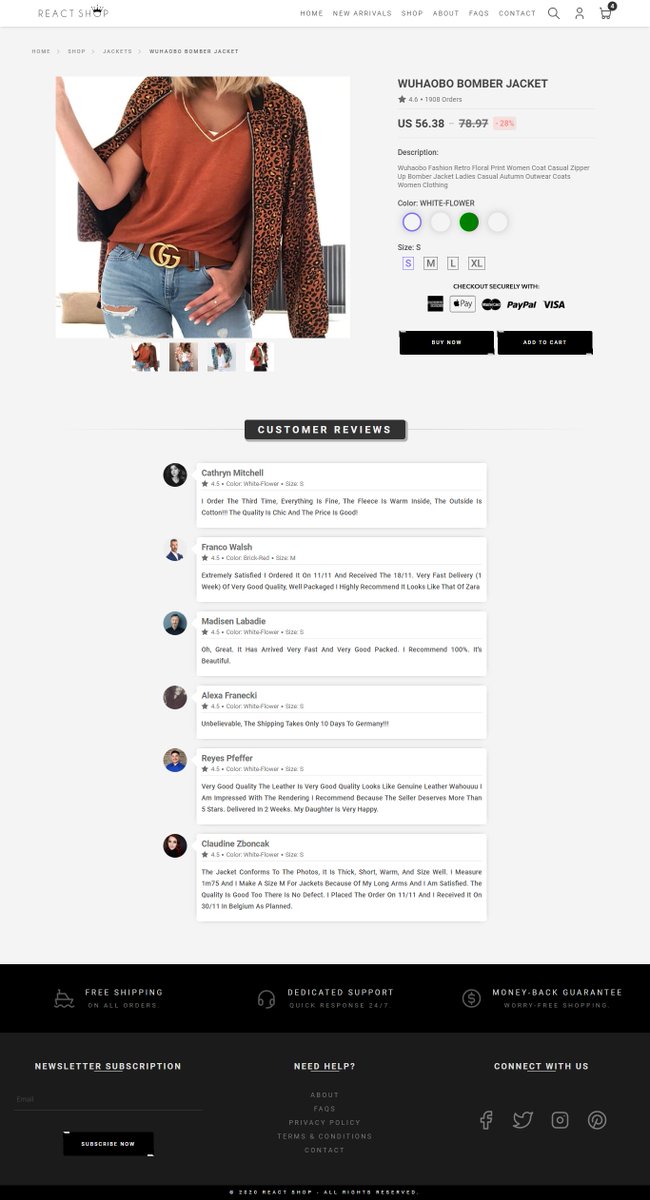 REACT SHOP
HOME NEW ARRIVALS SHOP ABOUT FAQS CONTACT
4
HOME > SHOP > JACKETS > WUHAOBO BOMBER JACKET
WUHAOBO BOMBER JACKET
4.6 • 1908 Orders
US 56.38 – 78.97 - 28%
Description:
Wuhaobo Fashion Retro Floral Print Women Coat Casual Zipper
Up Bomber Jacket Ladies Casual Autumn Outwear Coats
Women Clothing
Color: WHITE-FLOWER
Size: S
S M L XL
CHECKOUT SECURELY WITH:
Pay MasterCard PayPal VISA
BUY NOW ADD TO CART
CUSTOMER REVIEWS
Cathryn Mitchell
4.5 • Color: White-Flower • Size: S
I Order The Third Time, Everything Is Fine, The Fleece Is Warm Inside, The Outside Is
Cotton!!! The Quality Is Chic And The Price Is Good!
Franco Walsh
4.5 • Color: Brick-Red • Size: M
Extremely Satisfied I Ordered It On 11/11 And Received The 18/11. Very Fast Delivery (1
Week) Of Very Good Quality, Well Packaged I Highly Recommend It Looks Like That Of Zara
Madisen Labadie
4.5 • Color: White-Flower • Size: S
Oh, Great. It Has Arrived Very Fast And Very Good Packed. I Recommend 100%. It's
Beautiful.
Alexa Franecki
4.5 • Color: White-Flower • Size: S
Unbelievable, The Shipping Takes Only 10 Days To Germany!!!
Reyes Pfeffer
4.5 • Color: White-Flower • Size: S
Very Good Quality The Leather Is Very Good Quality Looks Like Genuine Leather Wahouuu I
Am Impressed With The Rendering I Recommend Because The Seller Deserves More Than
5 Stars. Delivered In 2 Weeks. My Daughter Is Very Happy.
Claudine Zboncak
4.5 • Color: White-Flower • Size: S
The Jacket Conforms To The Photos, It Is Thick, Short, Warm, And Size Well. I Measure
1m75 And I Make A Size M For Jackets Because Of My Long Arms And I Am Satisfied. The
Quality Is Good Too There Is No Defect. I Placed The Order On 11/11 And I Received It On
30/11 In Belgium As Planned.
FREE SHIPPING
ON ALL ORDERS.
DEDICATED SUPPORT
QUICK RESPONSE 24/7.
MONEY-BACK GUARANTEE
WORRY-FREE SHOPPING.
NEWSLETTER SUBSCRIPTION
Email
SUBSCRIBE NOW
NEED HELP?
ABOUT
FAQS
PRIVACY POLICY
TERMS & CONDITIONS
CONTACT
CONNECT WITH US
© 2020 REACT SHOP - ALL RIGHTS RESERVED.